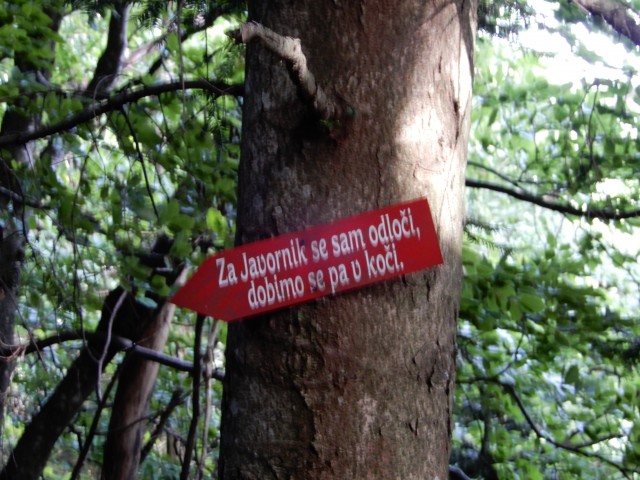 Za Javornik se sam odloči,
dobimo se pa v koči.